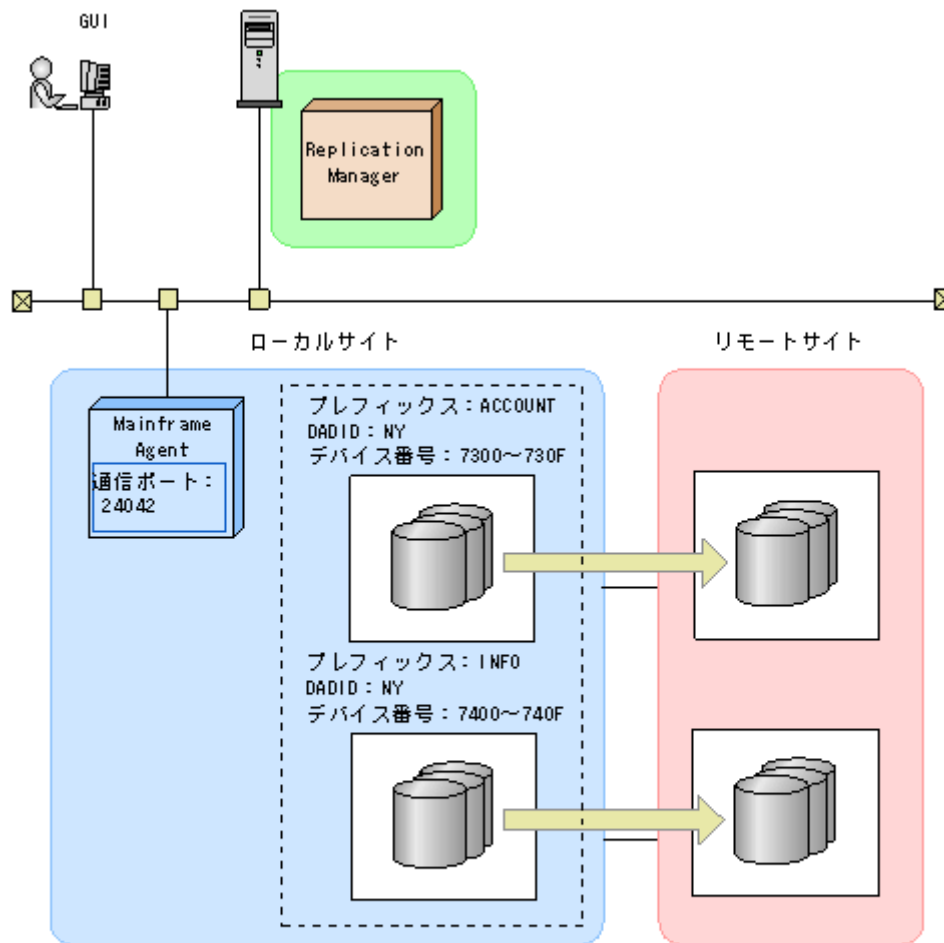 GUI
Replication
Manager
ローカルサイト
リモートサイト
Mainframe
Agent
通信ポート：
24042
プレフィックス：ACCOUNT
DADID：NY
デバイス番号：7300～730F
プレフィックス：INFO
DADID：NY
デバイス番号：7400～740F